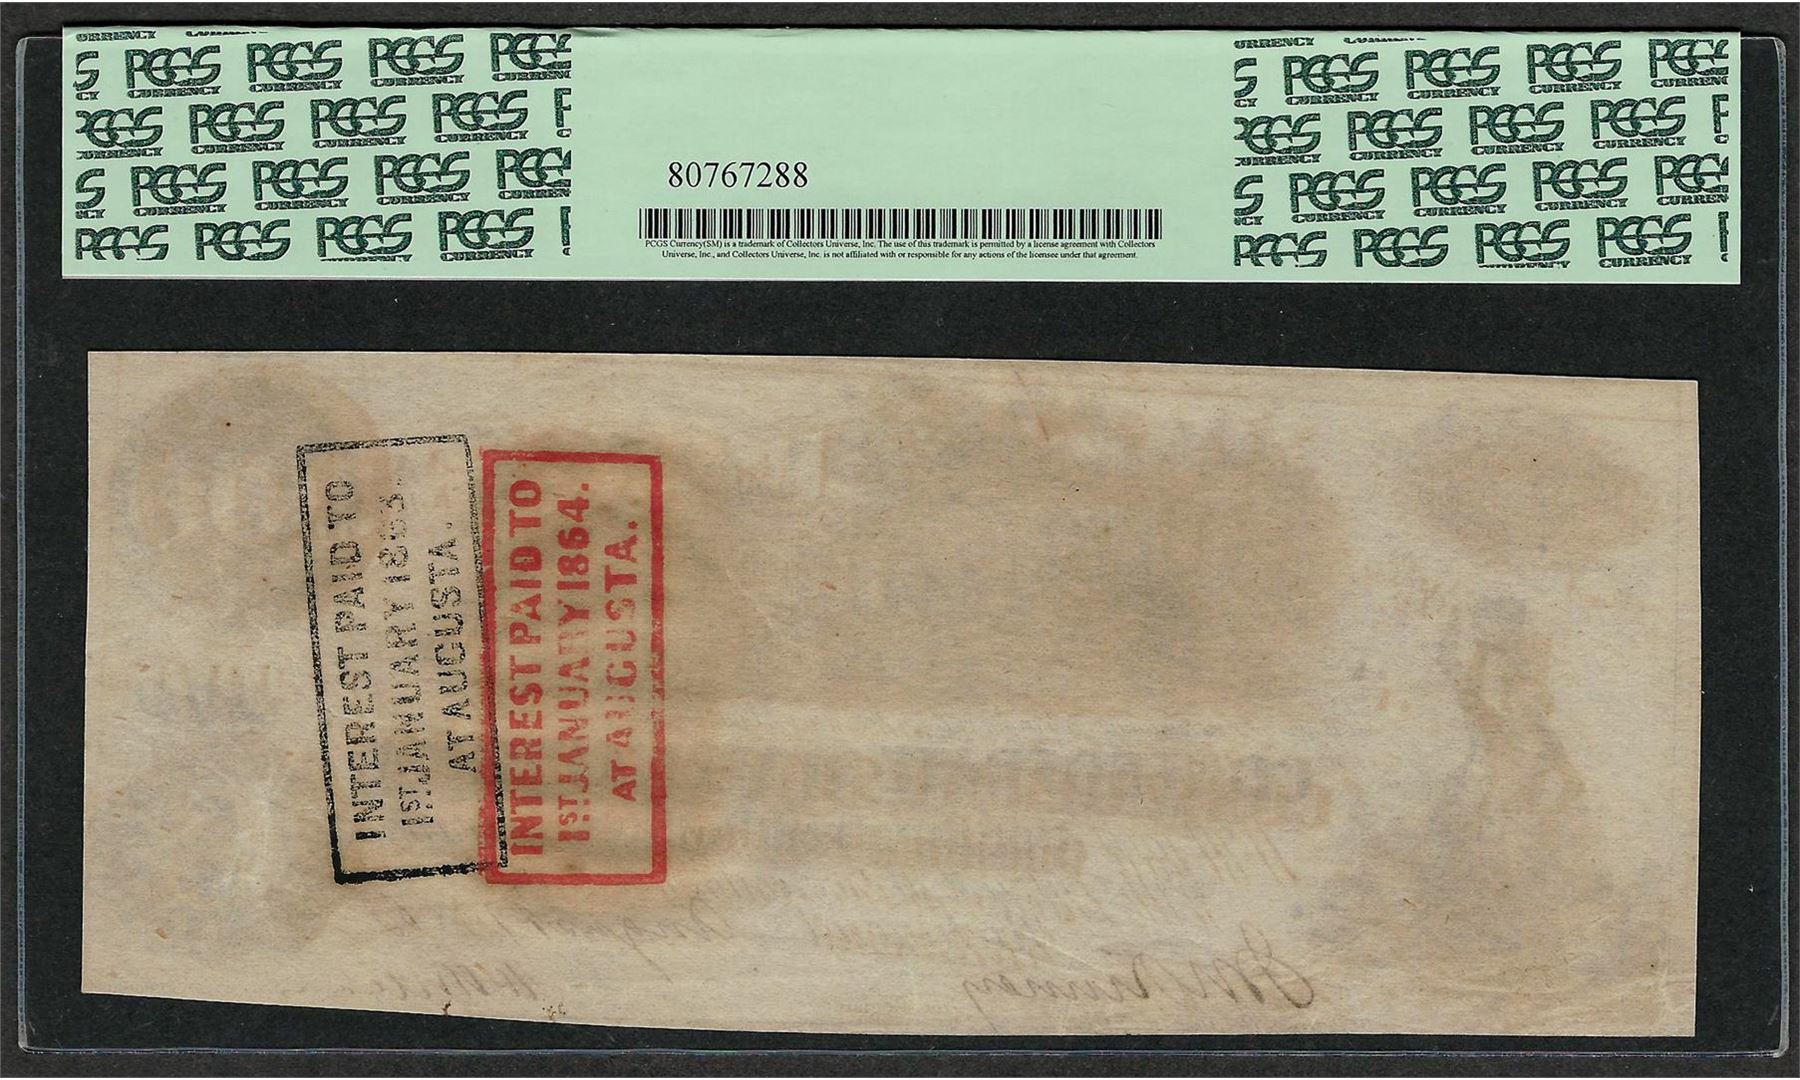 PCGS CURRENCY
80767288
PCGS Currency(SM) is a trademark of Collectors Universe, Inc. The use of this trademark is permitted by a license agreement with Collectors
Universe, Inc., and Collectors Universe, Inc. is not affiliated with or responsible for any actions of the licensee under that agreement.
INTEREST PAID TO
1ST JANUARY 1863.
AT AUGUSTA.
INTEREST PAID TO
1ST JANUARY 1864.
AT AUGUSTA.